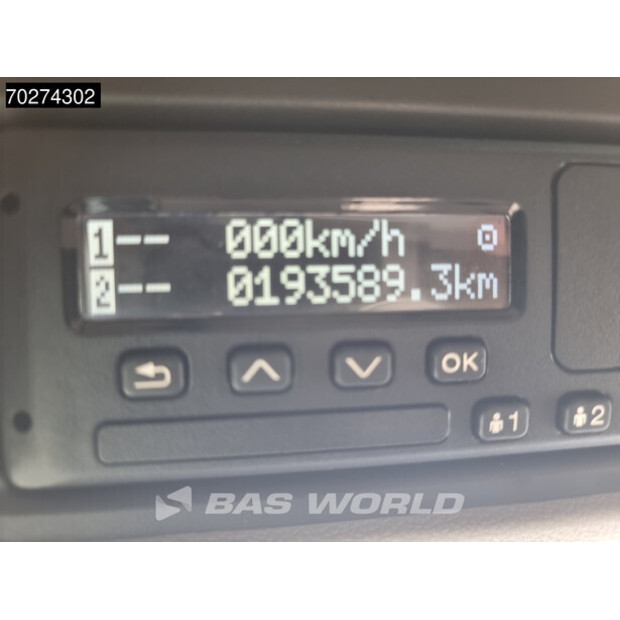 70274302
1-- 000km/h
2-- 0193589.3km
OK
1
2
BAS WORLD